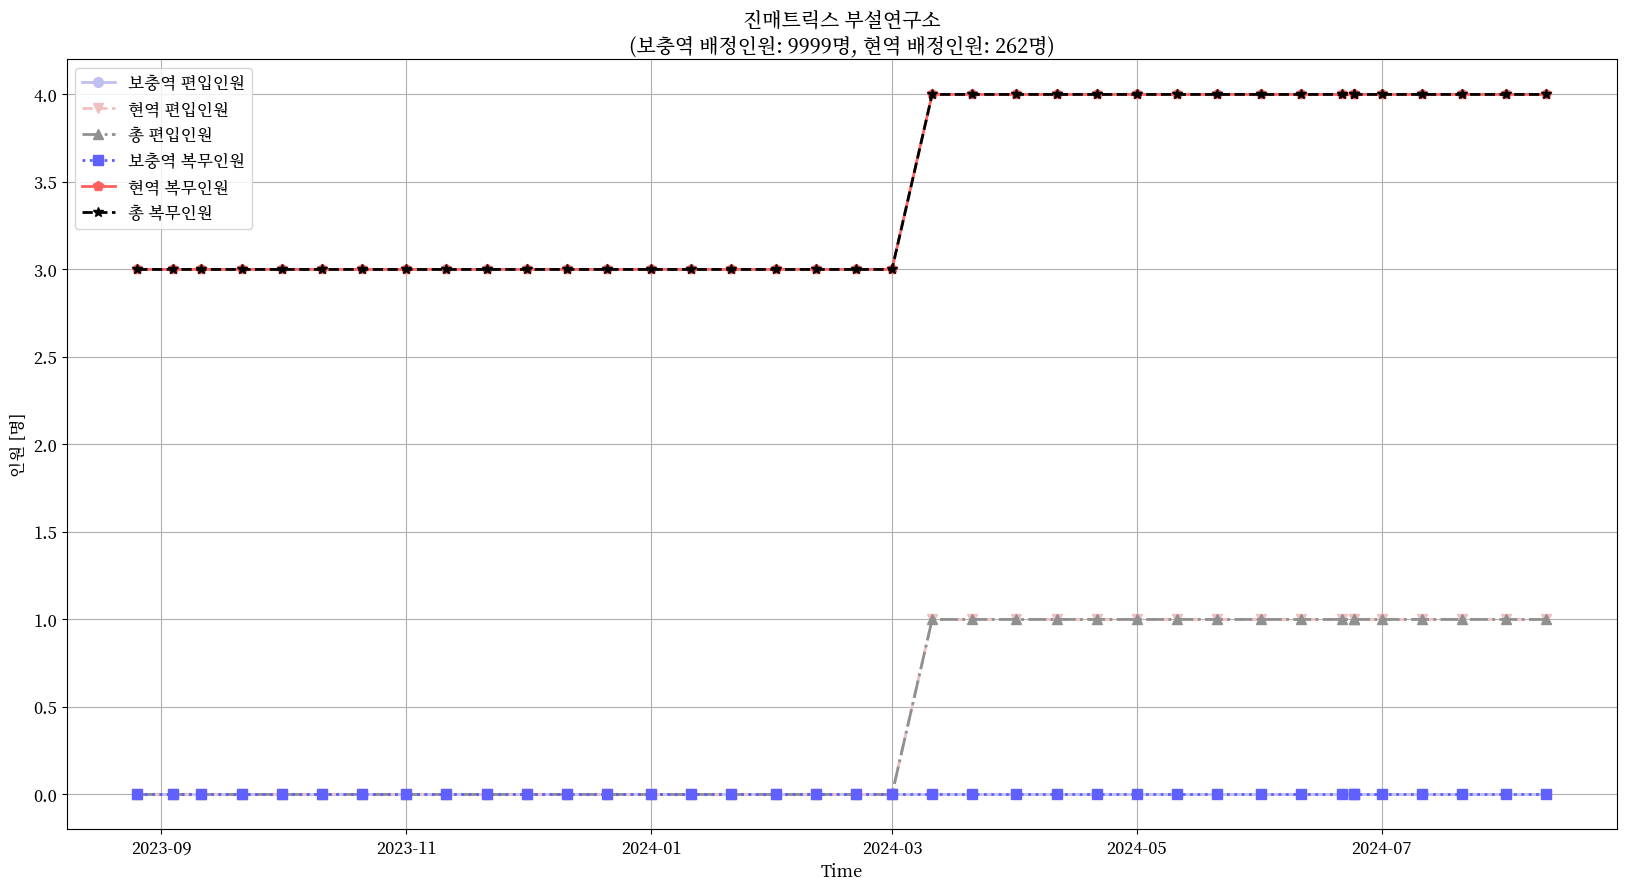 진매트릭스 부설연구소
(보충역 배정인원: 9999명, 현역 배정인원: 262명)
보충역 편입인원
현역 편입인원
총 편입인원
보충역 복무인원
현역 복무인원
총 복무인원
4.0
3.5
3.0
2.5
2.0
1.5
1.0
0.5
0.0
인원 [명]
2023-09 2023-11 2024-01 2024-03 2024-05 2024-07
Time